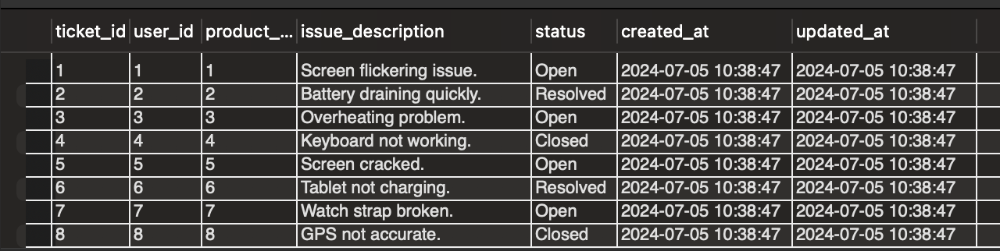 ticket_id user_id product_... issue_description status created_at updated_at
1 1 1 Screen flickering issue. Open 2024-07-05 10:38:47 2024-07-05 10:38:47
2 2 2 Battery draining quickly. Resolved 2024-07-05 10:38:47 2024-07-05 10:38:47
3 3 3 Overheating problem. Open 2024-07-05 10:38:47 2024-07-05 10:38:47
4 4 4 Keyboard not working. Closed 2024-07-05 10:38:47 2024-07-05 10:38:47
5 5 5 Screen cracked. Open 2024-07-05 10:38:47 2024-07-05 10:38:47
6 6 6 Tablet not charging. Resolved 2024-07-05 10:38:47 2024-07-05 10:38:47
7 7 7 Watch strap broken. Open 2024-07-05 10:38:47 2024-07-05 10:38:47
8 8 8 GPS not accurate. Closed 2024-07-05 10:38:47 2024-07-05 10:38:47